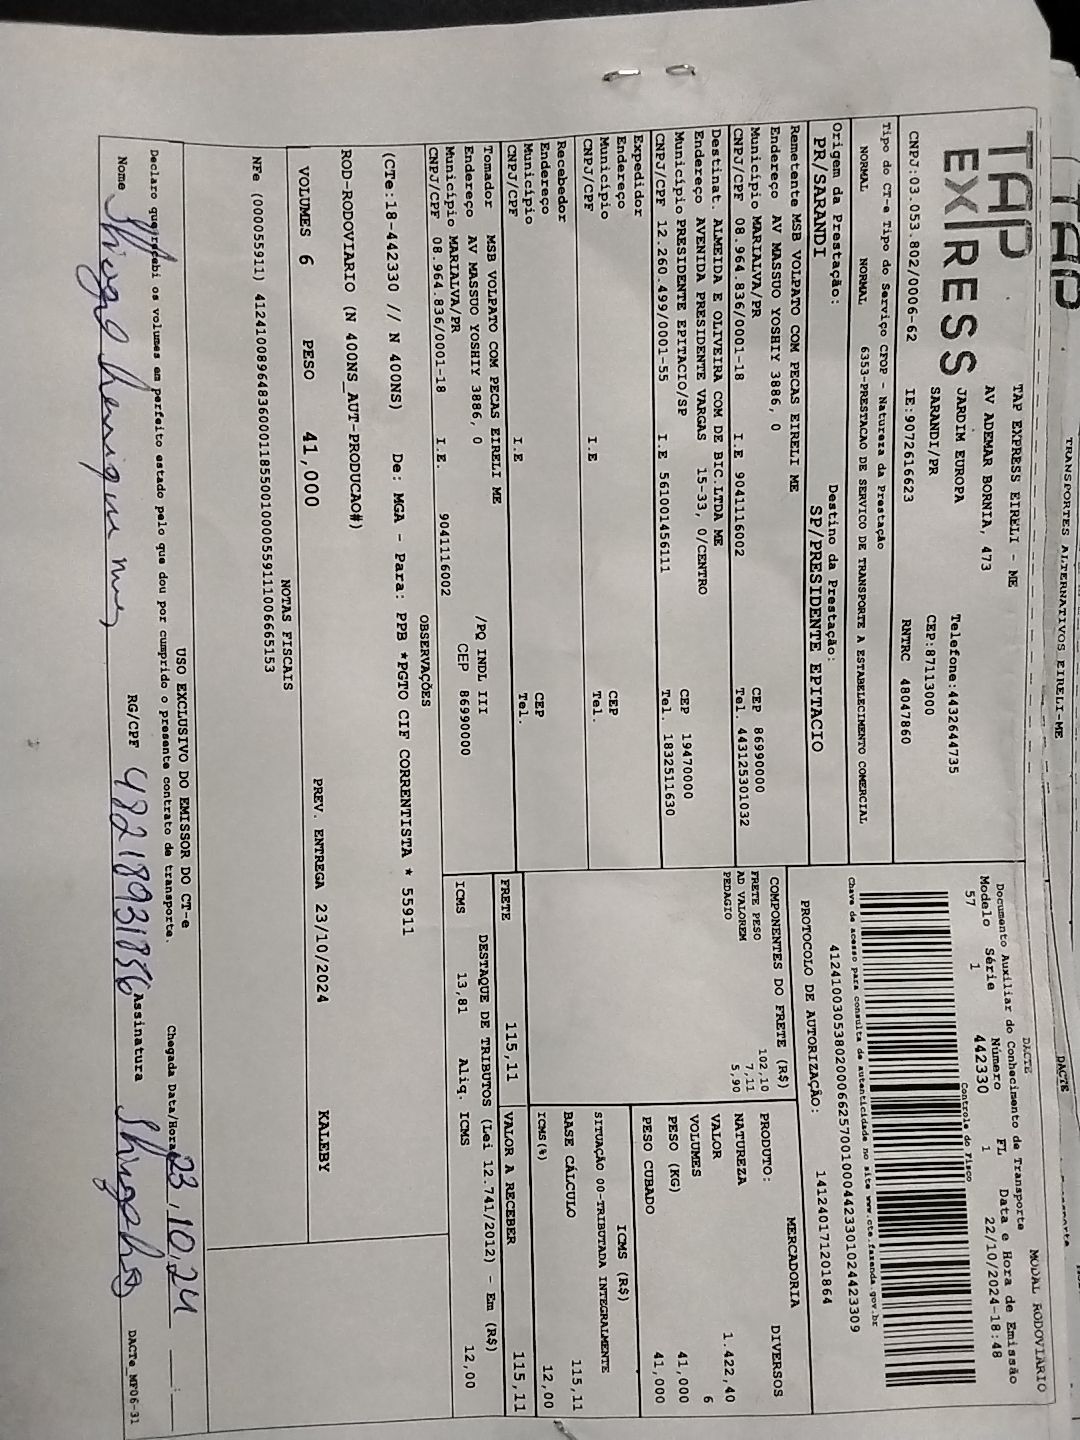 TRANSPORTES ALTERNATIVOS EIRELI-ME
DACTE
TAP
TAP
EXPRESS
TAP EXPRESS EIRELI - ME
AV ADEMAR BORNIA, 473
JARDIM EUROPA
SARANDI/PR
Telefone:4432644735
CEP:87113000
CNPJ:03.053.802/0006-62 IE:9072616623 RNTRC 48047860
DACTE MODAL RODOVIÁRIO
Documento Auxiliar do Conhecimento de Transporte
Modelo Série Número FL Data e Hora de Emissão
57 1 442330 1 22/10/2024-18:48
Controle do Fisco
Chave de acesso para consulta de autenticidade no site www.cte.fazenda.gov.br
41241003053802000662570010004423301024423309
PROTOCOLO DE AUTORIZAÇÃO: 141240171201864
Tipo do CT-e Tipo do Serviço CFOP - Natureza da Prestação
NORMAL NORMAL 6353-PRESTACAO DE SERVICO DE TRANSPORTE A ESTABELECIMENTO COMERCIAL
Origem da Prestação: Destino da Prestação:
PR/SARANDI SP/PRESIDENTE EPITACIO
Remetente MSB VOLPATO COM PECAS EIRELI ME
Endereço AV MASSUO YOSHIY 3886, 0
Município MARIALVA/PR CEP 86990000
CNPJ/CPF 08.964.836/0001-18 I.E 9041116002 Tel. 443125301032
Destinat. ALMEIDA E OLIVEIRA COM DE BIC.LTDA ME
Endereço AVENIDA PRESIDENTE VARGAS 15-33, 0/CENTRO
Município PRESIDENTE EPITACIO/SP CEP 19470000
CNPJ/CPF 12.260.499/0001-55 I.E 561001456111 Tel. 1832511630
Expedidor
Endereço
Município CEP
CNPJ/CPF I.E Tel.
Recebedor
Endereço
Município CEP
CNPJ/CPF I.E Tel.
Tomador MSB VOLPATO COM PECAS EIRELI ME
Endereço AV MASSUO YOSHIY 3886, 0 /PQ INDL III
Município MARIALVA/PR CEP 86990000
CNPJ/CPF 08.964.836/0001-18 I.E. 9041116002
COMPONENTES DO FRETE (R$)
FRETE PESO 102,10
AD VALOREM 7,11
PEDAGIO 5,90
MERCADORIA
PRODUTO: DIVERSOS
NATUREZA
VALOR 1.422,40
VOLUMES 6
PESO (KG) 41,000
PESO CUBADO 41,000
ICMS (R$)
SITUAÇÃO 00-TRIBUTADA INTEGRALMENTE
BASE CÁLCULO 115,11
ICMS(%) 12,00
FRETE 115,11 VALOR A RECEBER 115,11
DESTAQUE DE TRIBUTOS (Lei 12.741/2012) - Em (R$)
ICMS 13,81 Aliq. ICMS 12,00
OBSERVAÇÕES
(CTe:18-442330 // N 400NS) De: MGA - Para: PPB *PGTO CIF CORRENTISTA * 55911
ROD-RODOVIARIO (N 400NS_AUT-PRODUCAO#)
VOLUMES 6 PESO 41,000 PREV. ENTREGA 23/10/2024 KALEBY
NOTAS FISCAIS
NFe (000055911) 41241008964836000118550010000559111006665153
USO EXCLUSIVO DO EMISSOR DO CT-e
Declaro que recebi os volumes em perfeito estado pelo que dou por cumprido o presente contrato de transporte.
Chegada Data/Hora 23,10,24
Nome RG/CPF 48218931856 Assinatura
DACTe_MF06-31